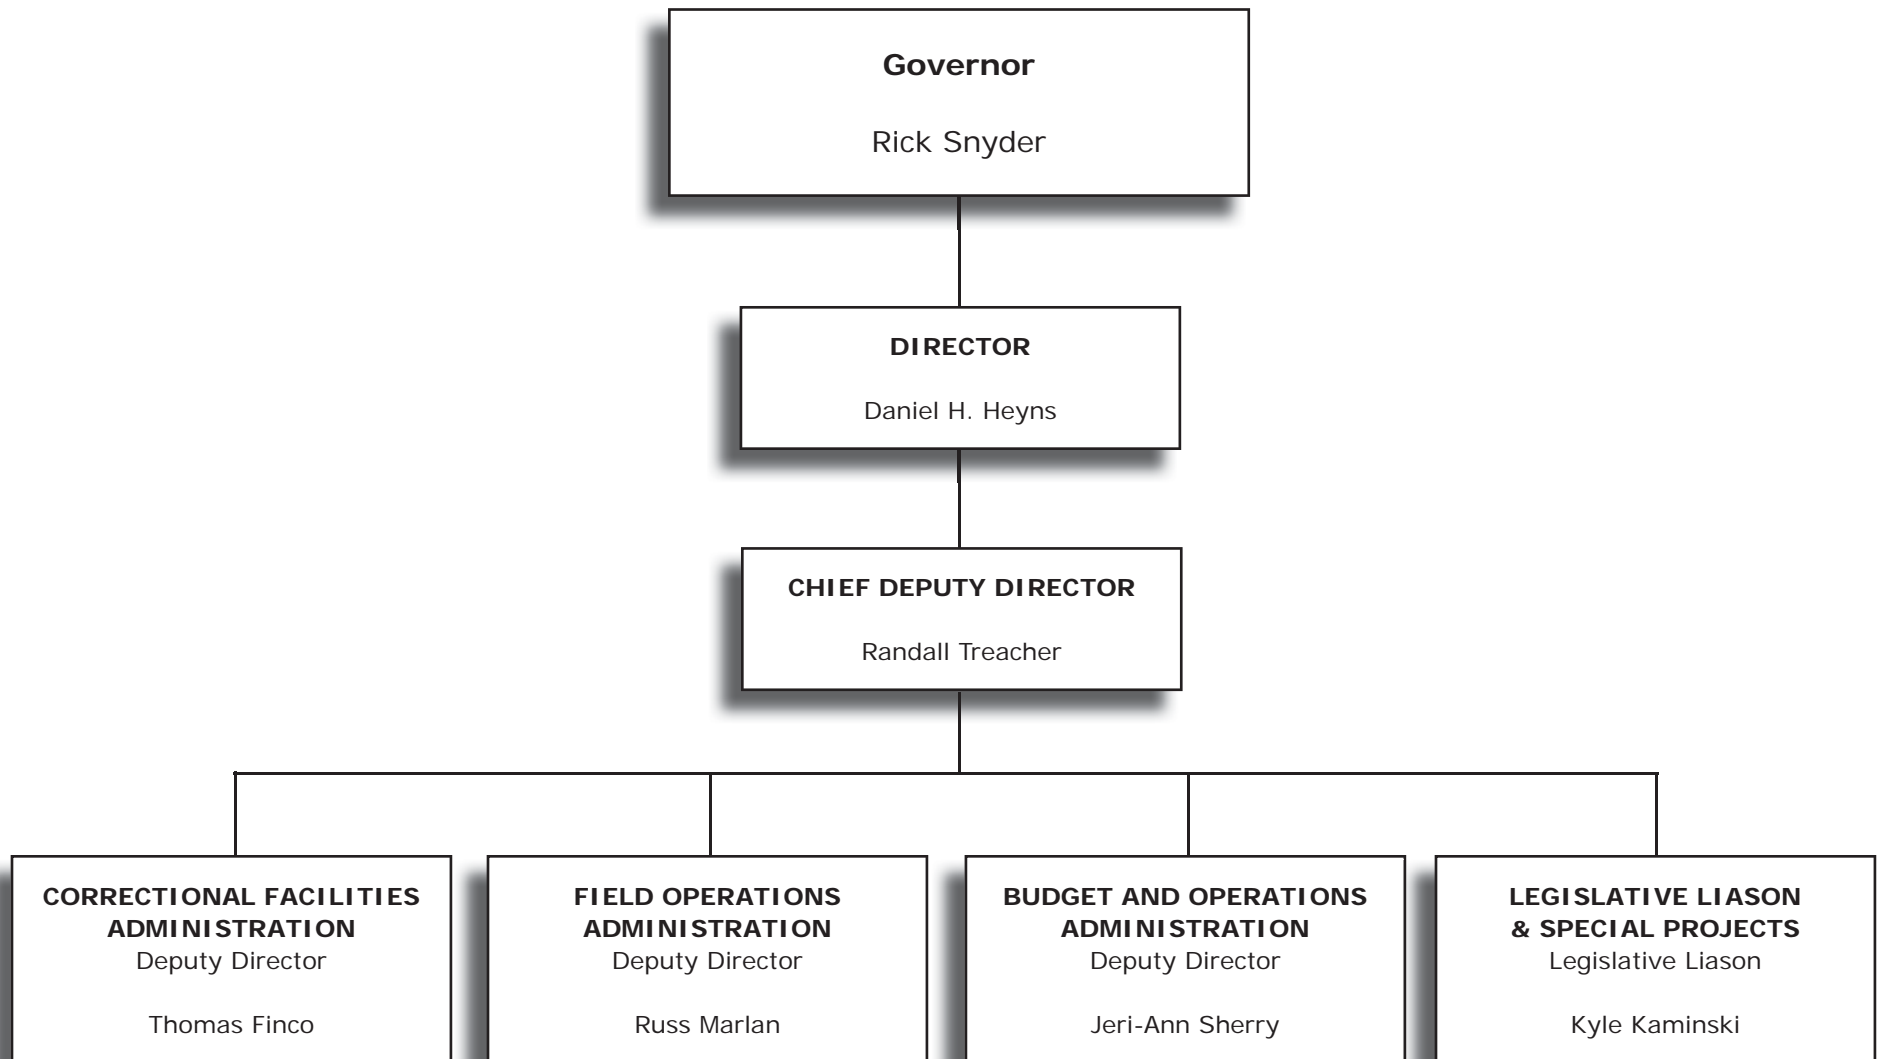 Governor
Rick Snyder
DIRECTOR
Daniel H. Heyns
CHIEF DEPUTY DIRECTOR
Randall Treacher
CORRECTIONAL FACILITIES
ADMINISTRATION
Deputy Director
Thomas Finco
FIELD OPERATIONS
ADMINISTRATION
Deputy Director
Russ Marlan
BUDGET AND OPERATIONS
ADMINISTRATION
Deputy Director
Jeri-Ann Sherry
LEGISLATIVE LIASON
& SPECIAL PROJECTS
Legislative Liason
Kyle Kaminski